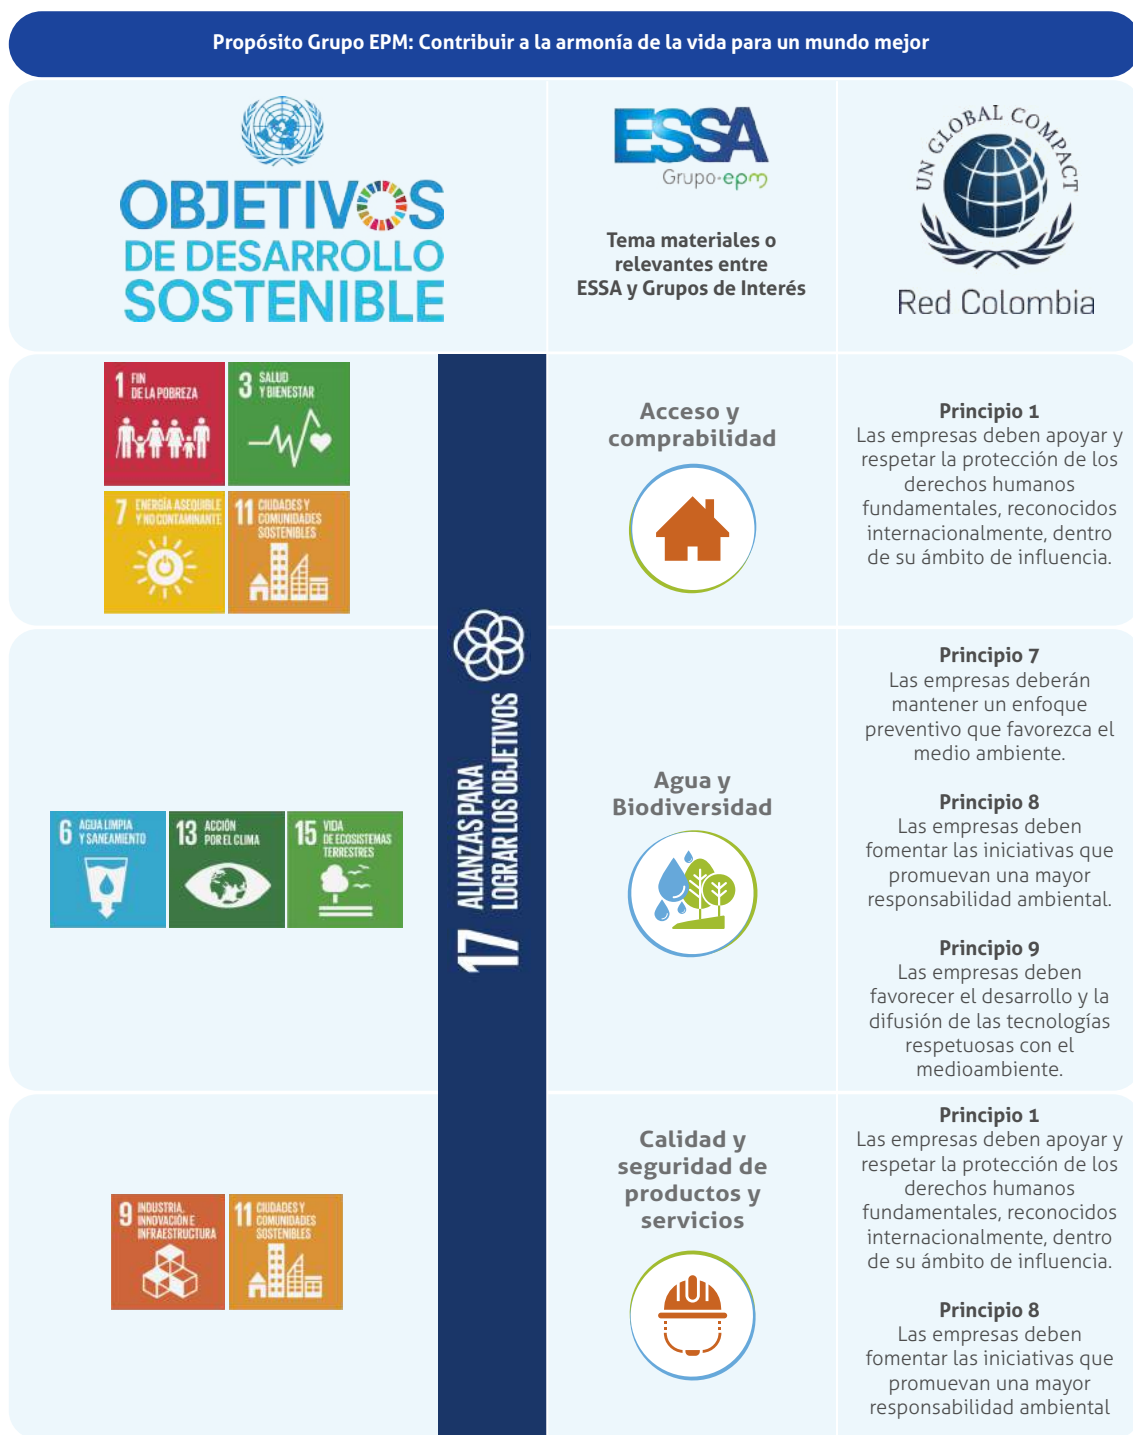 Propósito Grupo EPM: Contribuir a la armonía de la vida para un mundo mejor
OBJETIVOS
DE DESARROLLO
SOSTENIBLE
ESSA
Grupo·epm
Tema materiales o
relevantes entre
ESSA y Grupos de Interés
UN GLOBAL COMPACT
Red Colombia
1 FIN
DE LA POBREZA
3 SALUD
Y BIENESTAR
7 ENERGÍA ASEQUIBLE
Y NO CONTAMINANTE
11 CIUDADES Y
COMUNIDADES
SOSTENIBLES
Acceso y
comprabilidad
Principio 1
Las empresas deben apoyar y
respetar la protección de los
derechos humanos
fundamentales, reconocidos
internacionalmente, dentro
de su ámbito de influencia.
17 ALIANZAS PARA
LOGRAR LOS OBJETIVOS
6 AGUA LIMPIA
Y SANEAMIENTO
13 ACCIÓN
POR EL CLIMA
15 VIDA
DE ECOSISTEMAS
TERRESTRES
Agua y
Biodiversidad
Principio 7
Las empresas deberán
mantener un enfoque
preventivo que favorezca el
medio ambiente.
Principio 8
Las empresas deben
fomentar las iniciativas que
promuevan una mayor
responsabilidad ambiental.
Principio 9
Las empresas deben
favorecer el desarrollo y la
difusión de las tecnologías
respetuosas con el
medioambiente.
9 INDUSTRIA,
INNOVACIÓN E
INFRAESTRUCTURA
11 CIUDADES Y
COMUNIDADES
SOSTENIBLES
Calidad y
seguridad de
productos y
servicios
Principio 1
Las empresas deben apoyar y
respetar la protección de los
derechos humanos
fundamentales, reconocidos
internacionalmente, dentro
de su ámbito de influencia.
Principio 8
Las empresas deben
fomentar las iniciativas que
promuevan una mayor
responsabilidad ambiental